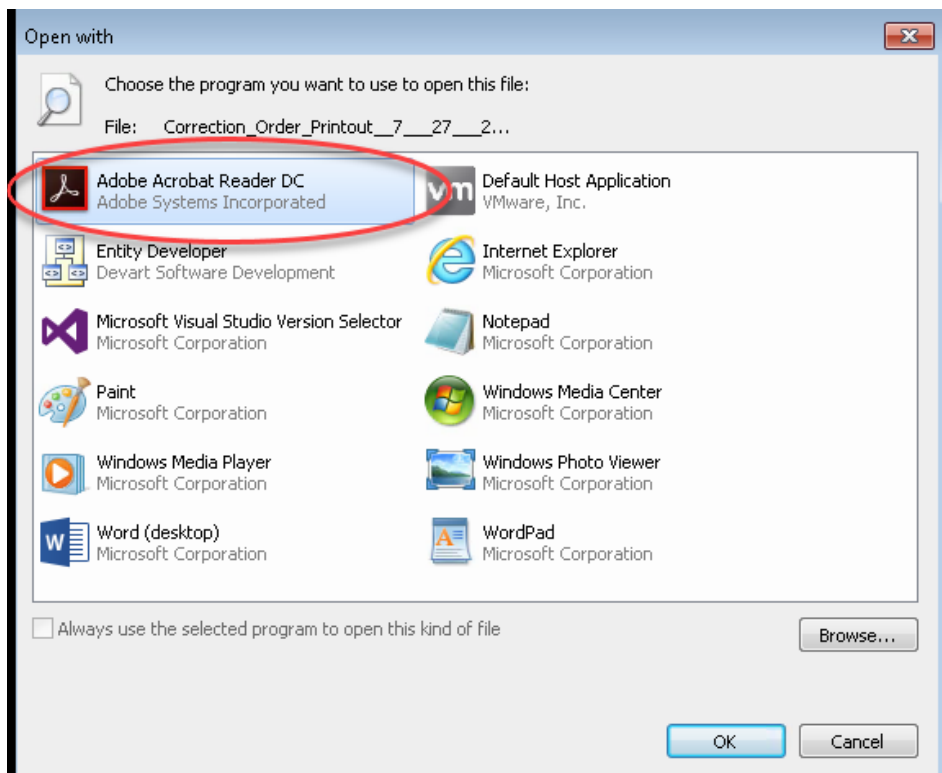 Open with
Choose the program you want to use to open this file:
File: Correction_Order_Printout__7___27___2...
Adobe Acrobat Reader DC
Adobe Systems Incorporated
vm
Default Host Application
VMware, Inc.
Entity Developer
Devart Software Development
Internet Explorer
Microsoft Corporation
Microsoft Visual Studio Version Selector
Microsoft Corporation
Notepad
Microsoft Corporation
Paint
Microsoft Corporation
Windows Media Center
Microsoft Corporation
Windows Media Player
Microsoft Corporation
Windows Photo Viewer
Microsoft Corporation
W
Word (desktop)
Microsoft Corporation
A
WordPad
Microsoft Corporation
Always use the selected program to open this kind of file
Browse...
OK
Cancel